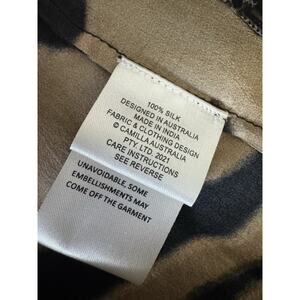 100% SILK
DESIGNED IN AUSTRALIA
MADE IN INDIA
FABRIC & CLOTHING DESIGN
© CAMILLA AUSTRALIA
PTY. LTD. 2021
CARE INSTRUCTIONS
SEE REVERSE
UNAVOIDABLE, SOME
EMBELLISHMENTS MAY
COME OFF THE GARMENT